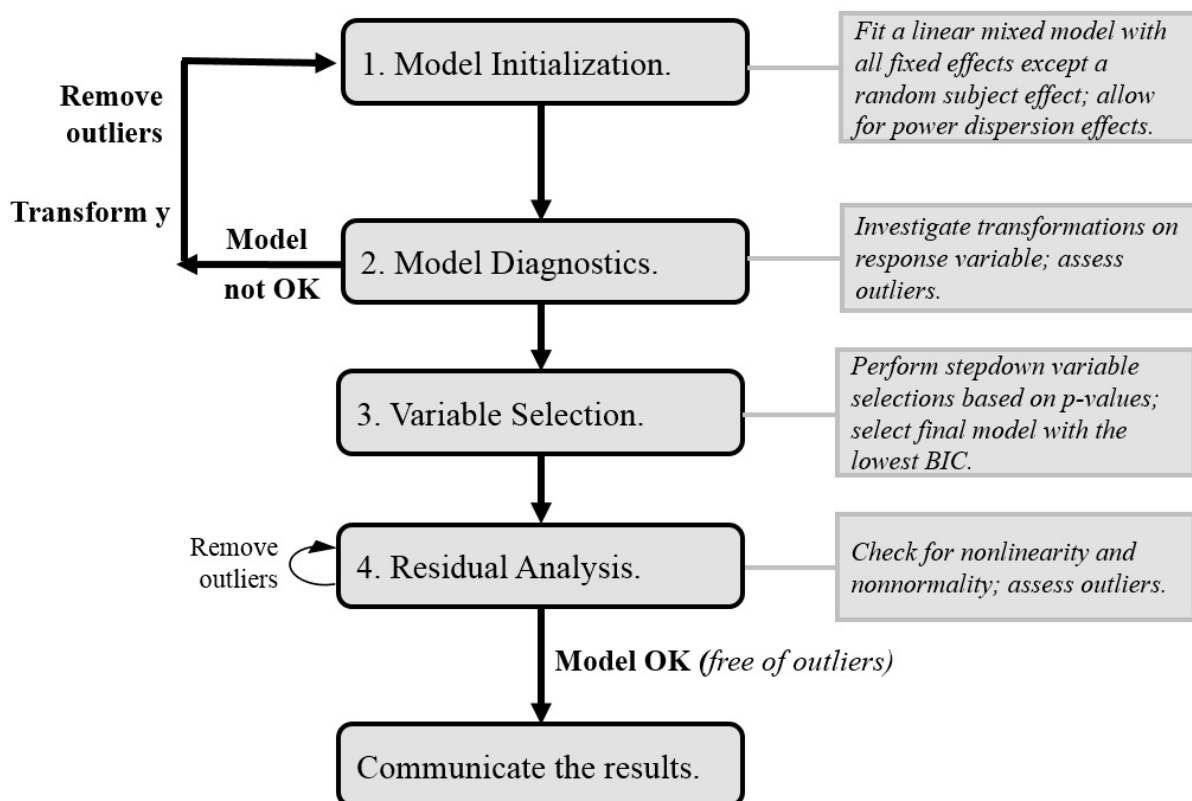 1. Model Initialization.
Fit a linear mixed model with
all fixed effects except a
random subject effect; allow
for power dispersion effects.
Remove
outliers
Transform y
Model
not OK
2. Model Diagnostics.
Investigate transformations on
response variable; assess
outliers.
3. Variable Selection.
Perform stepdown variable
selections based on p-values;
select final model with the
lowest BIC.
Remove
outliers
4. Residual Analysis.
Check for nonlinearity and
nonnormality; assess outliers.
Model OK (free of outliers)
Communicate the results.